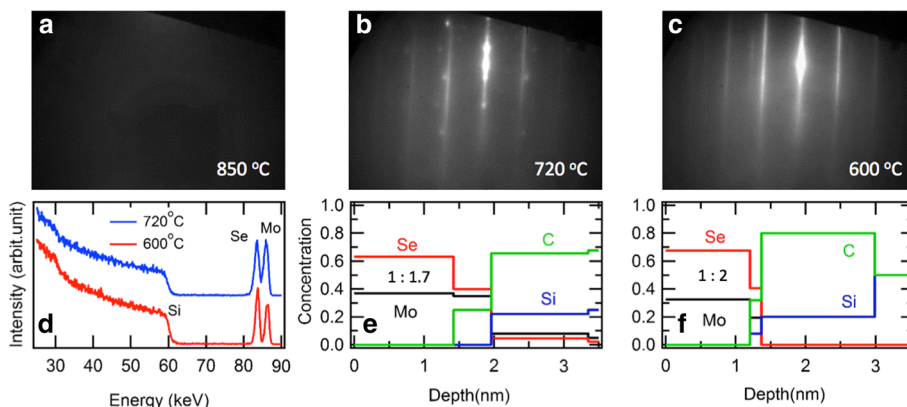 a
850 °C
b
720 °C
c
600 °C
Intensity (arbit.unit)
720°C
600°C
Se
Mo
Si
d
30 40 50 60 70 80 90
Energy (keV)
Concentration
1.0
0.8
0.6
0.4
0.2
0.0
Se
C
1 : 1.7
Mo
Si
e
0 1 2 3
Depth(nm)
1.0
0.8
0.6
0.4
0.2
0.0
Se
C
1 : 2
Mo
Si
f
0 1 2 3
Depth(nm)